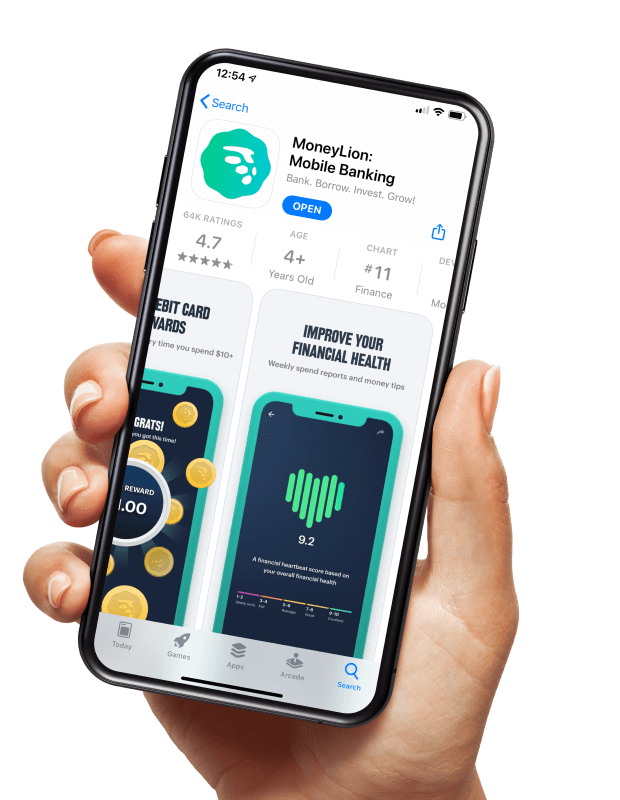 12:54
Search
MoneyLion:
Mobile Banking
Bank. Borrow. Invest. Grow!
OPEN
64K RATINGS
4.7
AGE
4+
Years Old
CHART
#11
Finance
DE
Mo
EBIT CARD
WARDS
ry time you spend $10+
GRATS!
you got this time!
REWARD
1.00
IMPROVE YOUR
FINANCIAL HEALTH
Weekly spend reports and money tips
9.2
A financial heartbeat score based on
your overall financial health
1-2
3-4
5-6
7-8
9-10
Needs work
Fair
Average
Good
Excellent
Today
Games
Apps
Arcade
Search